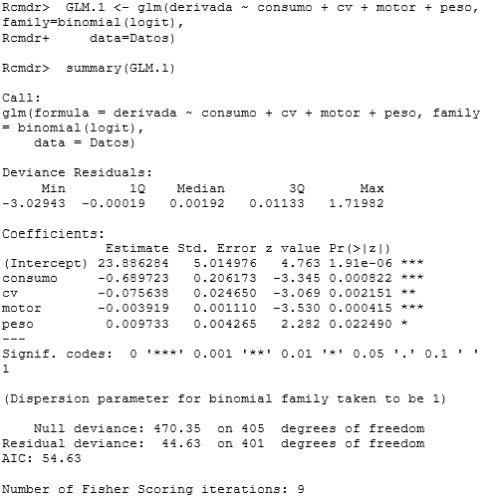 Rcmdr>  GLM.1 <- glm(derivada ~ consumo + cv + motor + peso,
family=binomial(logit),
Rcmdr+     data=Datos)
Rcmdr>  summary(GLM.1)
Call:
glm(formula = derivada ~ consumo + cv + motor + peso, family
= binomial(logit),
    data = Datos)
Deviance Residuals:
     Min       1Q   Median       3Q      Max
-3.02943 -0.00019  0.00192  0.01133  1.71982
Coefficients:
             Estimate Std. Error z value Pr(>|z|)
(Intercept) 23.886284   5.014976   4.763 1.91e-06 ***
consumo     -0.689723   0.206173  -3.345 0.000822 ***
cv          -0.075638   0.024650  -3.069 0.002151 **
motor       -0.003919   0.001110  -3.530 0.000415 ***
peso         0.009733   0.004265   2.282 0.022490 *
---
Signif. codes:  0 '***' 0.001 '**' 0.01 '*' 0.05 '.' 0.1 ' '
1
(Dispersion parameter for binomial family taken to be 1)
    Null deviance: 470.35  on 405  degrees of freedom
Residual deviance:  44.63  on 401  degrees of freedom
AIC: 54.63
Number of Fisher Scoring iterations: 9